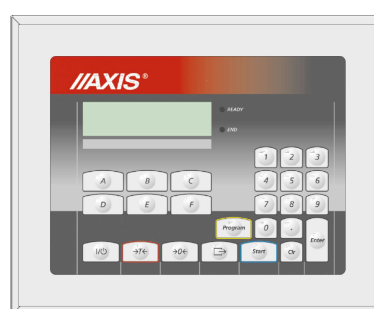 //AXIS®
READY
END
1 2 3
A B C 4 5 6
D E F 7 8 9
Program 0 .
Enter
I/⏻ →T← →0← Start Clr